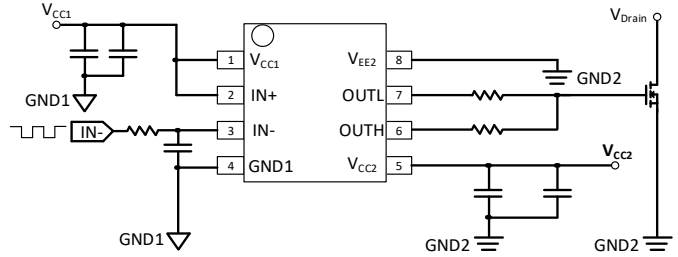 VCC1
VDrain
1 VCC1 VEE2 8
GND1
GND2
2 IN+ OUTL 7
IN- 3 IN- OUTH 6
4 GND1 VCC2 5
VCC2
GND1
GND2
GND2